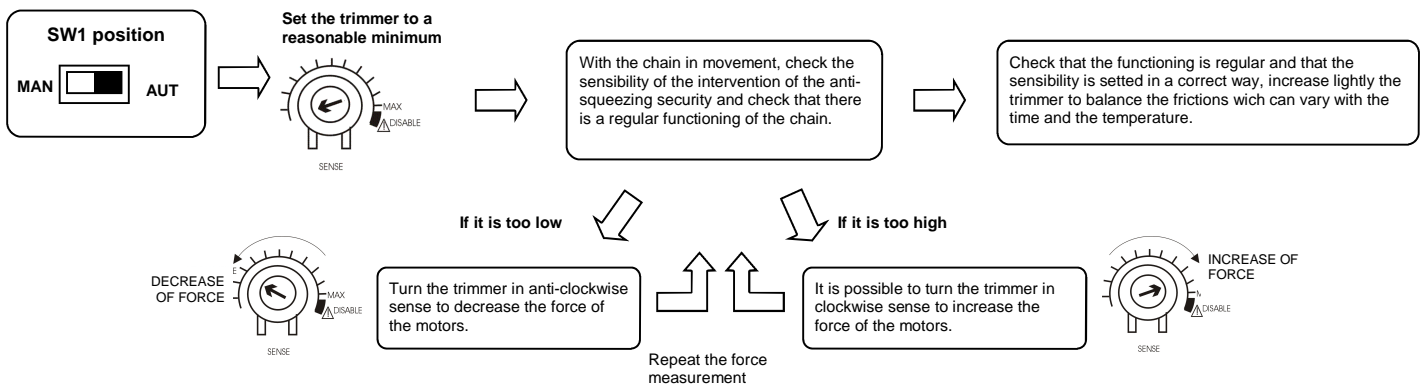 SW1 position
MAN
AUT
Set the trimmer to a
reasonable minimum
MAX
DISABLE
SENSE
With the chain in movement, check the
sensibility of the intervention of the anti-
squeezing security and check that there
is a regular functioning of the chain.
Check that the functioning is regular and that the
sensibility is setted in a correct way, increase lightly the
trimmer to balance the frictions wich can vary with the
time and the temperature.
If it is too low
If it is too high
DECREASE
OF FORCE
E
MAX
DISABLE
SENSE
Turn the trimmer in anti-clockwise
sense to decrease the force of
the motors.
Repeat the force
measurement
It is possible to turn the trimmer in
clockwise sense to increase the
force of the motors.
INCREASE OF
FORCE
DISABLE
SENSE